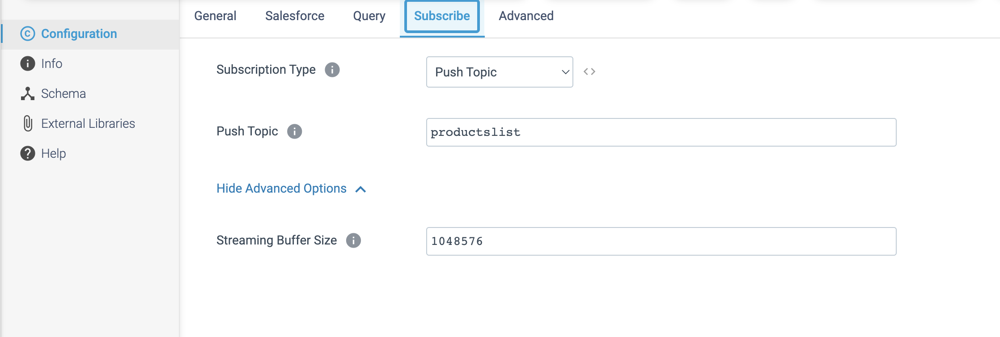 General Salesforce Query Subscribe Advanced
Configuration
Info
Schema
External Libraries
Help
Subscription Type
Push Topic
Push Topic
productslist
Hide Advanced Options
Streaming Buffer Size
1048576